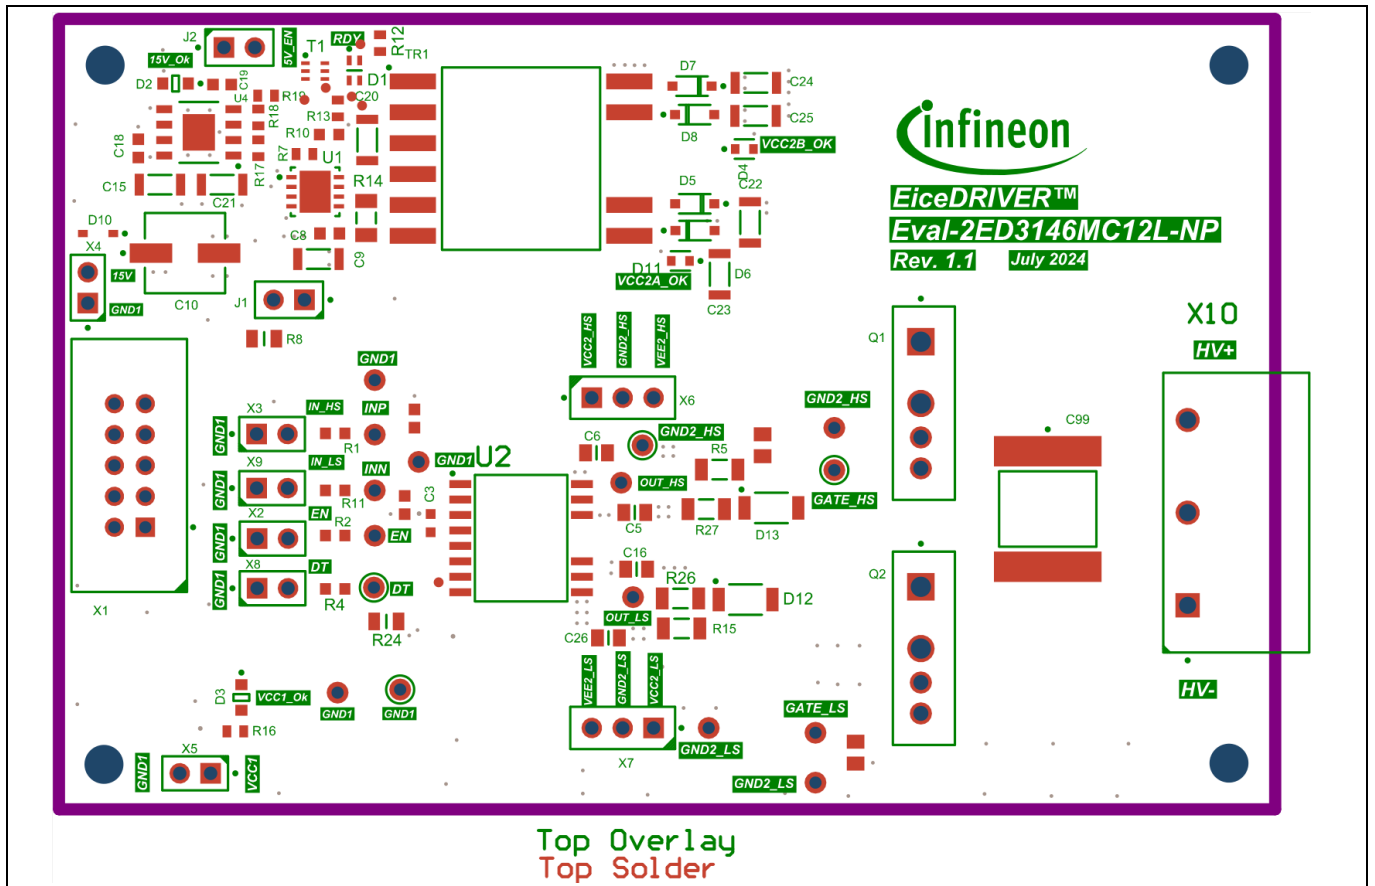 J2
5V_EN
T1
RDY
R12
TR1
15V_Ok
D2
C19
U4
R19
R18
D1
C20
R13
R10
C18
R7
U1
R17
R14
C15
C21
D10
X4
15V
GND1
C8
C9
C10
J1
R8
D7
C24
D8
C25
VCC2B_OK
D4
D5
C22
D11
D6
VCC2A_OK
C23
infineon
EiceDRIVER™
Eval-2ED3146MC12L-NP
Rev. 1.1
July 2024
X10
HV+
HV-
VCC2_HS
GND2_HS
VEE2_HS
X6
Q1
GND2_HS
GATE_HS
C99
GND1
INP
X3
IN_HS
GND1
R1
X9
IN_LS
GND1
R11
INN
GND1
U2
C3
X2
EN
GND1
R2
EN
X8
DT
GND1
R4
DT
R24
X1
C6
GND2_HS
OUT_HS
R5
C5
R27
D13
C16
R26
D12
OUT_LS
R15
C26
Q2
VEE2_LS
GND2_LS
VCC2_LS
X7
GND2_LS
GATE_LS
GND2_LS
D3
VCC1_Ok
R16
GND1
GND1
X5
GND1
VCC1
Top Overlay
Top Solder